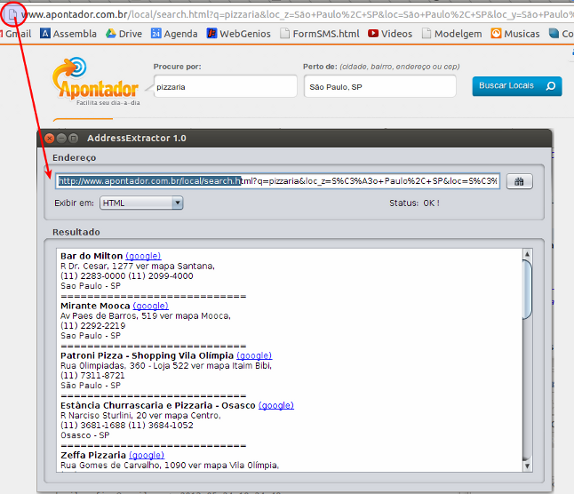 www.apontador.com.br/local/search.html?q=pizzaria&loc_z=São+Paulo%2C+SP&loc=São+Paulo%2C+SP&loc_y=São+Paulo%
Gmail Assembla Drive Agenda WebGenios FormSMS.html Videos Modelgem Musicas Co
Procure por: Perto de: (cidade, bairro, endereço ou cep)
Apontador pizzaria São Paulo, SP Buscar Locais
Facilita seu dia-a-dia
AddressExtractor 1.0
Endereço
http://www.apontador.com.br/local/search.html?q=pizzaria&loc_z=S%C3%A3o+Paulo%2C+SP&loc=S%C3%
Exibir em: HTML Status: OK !
Resultado
Bar do Milton (google)
R Dr. Cesar, 1277 ver mapa Santana,
(11) 2283-0000 (11) 2099-4000
Sao Paulo - SP
============================
Mirante Mooca (google)
Av Paes de Barros, 519 ver mapa Mooca,
(11) 2292-2219
Sao Paulo - SP
============================
Patroni Pizza - Shopping Vila Olímpia (google)
Rua Olimpiadas, 360 - Loja 522 ver mapa Itaim Bibi,
(11) 7311-8721
São Paulo - SP
============================
Estância Churrascaria e Pizzaria - Osasco (google)
R Narciso Sturlini, 20 ver mapa Centro,
(11) 3681-1688 (11) 3684-1052
Osasco - SP
============================
Zeffa Pizzaria (google)
Rua Gomes de Carvalho, 1090 ver mapa Vila Olímpia,